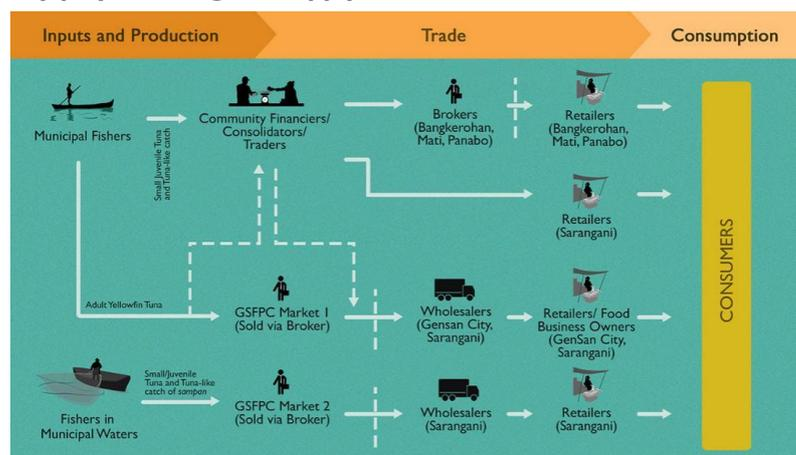 Inputs and Production
Trade
Consumption
Municipal Fishers
Small Juvenile Tuna
and Tuna-like catch
Community Financiers/
Consolidators/
Traders
Brokers
(Bangkerohan,
Mati, Panabo)
Retailers
(Bangkerohan,
Mati, Panabo)
Retailers
(Sarangani)
CONSUMERS
Adult Yellowfin Tuna
GSFPC Market 1
(Sold via Broker)
Wholesalers
(Gensan City,
Sarangani)
Retailers/ Food
Business Owners
(GenSan City,
Sarangani)
Fishers in
Municipal Waters
Small/Juvenile
Tuna and Tuna-like
catch of sampan
GSFPC Market 2
(Sold via Broker)
Wholesalers
(Sarangani)
Retailers
(Sarangani)